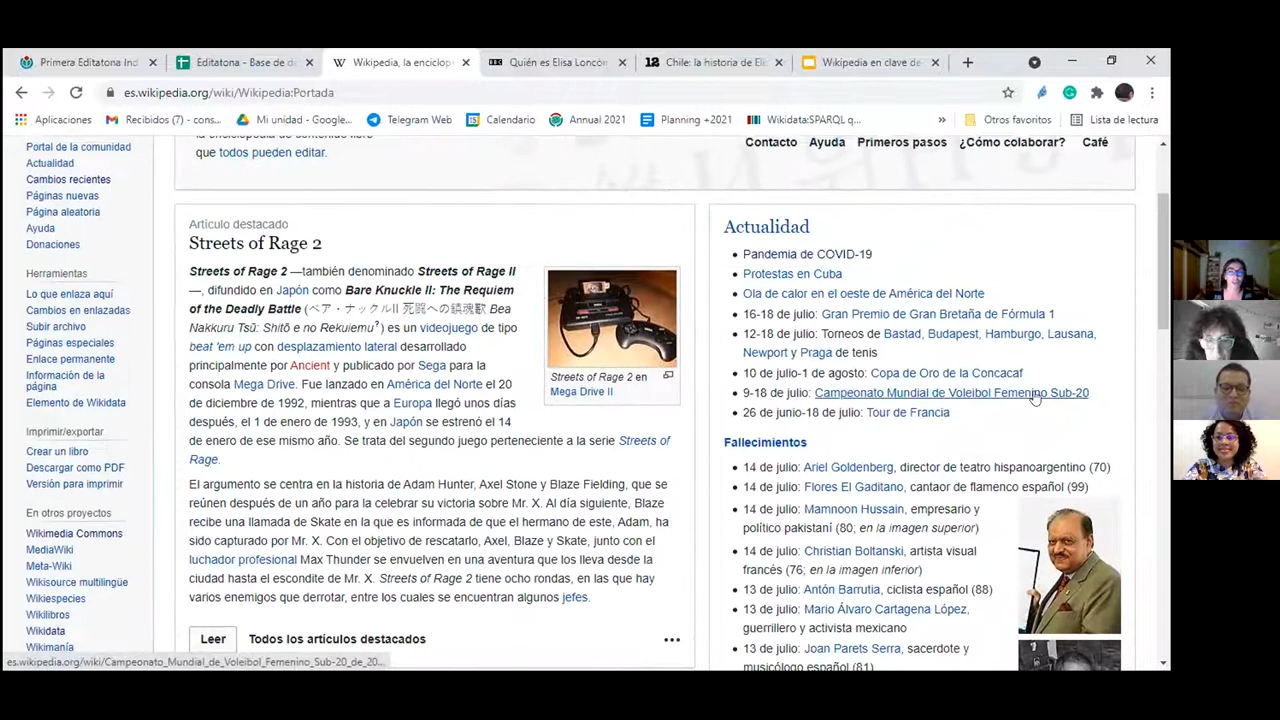 Primera Editatona Ind
Editatona - Base de d
Wikipedia, la enciclop
Quién es Elisa Loncón
Chile: la historia de Eli
Wikipedia en clave de
es.wikipedia.org/wiki/Wikipedia:Portada
Aplicaciones
Recibidos (7) - cons...
Mi unidad - Google...
Telegram Web
Calendario
Annual 2021
Planning +2021
Wikidata:SPARQL q...
»
Otros favoritos
Lista de lectura
Portal de la comunidad
Actualidad
Cambios recientes
Páginas nuevas
Página aleatoria
Ayuda
Donaciones
Herramientas
Lo que enlaza aquí
Cambios en enlazadas
Subir archivo
Páginas especiales
Enlace permanente
Información de la
página
Elemento de Wikidata
Imprimir/exportar
Crear un libro
Descargar como PDF
Versión para imprimir
En otros proyectos
Wikimedia Commons
MediaWiki
Meta-Wiki
Wikisource multilingüe
Wikiespecies
Wikilibros
Wikidata
Wikimanía
que todos pueden editar.
Contacto Ayuda Primeros pasos ¿Cómo colaborar? Café
Artículo destacado
Streets of Rage 2
Streets of Rage 2 —también denominado Streets of Rage II
—, difundido en Japón como Bare Knuckle II: The Requiem
of the Deadly Battle (ベア・ナックルII 死闘への鎮魂歌 Bea
Nakkuru Tsū: Shitō e no Rekuiemu?) es un videojuego de tipo
beat 'em up con desplazamiento lateral desarrollado
principalmente por Ancient y publicado por Sega para la
consola Mega Drive. Fue lanzado en América del Norte el 20
de diciembre de 1992, mientras que a Europa llegó unos días
después, el 1 de enero de 1993, y en Japón se estrenó el 14
de enero de ese mismo año. Se trata del segundo juego perteneciente a la serie Streets of
Rage.
Streets of Rage 2 en
Mega Drive II
El argumento se centra en la historia de Adam Hunter, Axel Stone y Blaze Fielding, que se
reúnen después de un año para la celebrar su victoria sobre Mr. X. Al día siguiente, Blaze
recibe una llamada de Skate en la que es informada de que el hermano de este, Adam, ha
sido capturado por Mr. X. Con el objetivo de rescatarlo, Axel, Blaze y Skate, junto con el
luchador profesional Max Thunder se envuelven en una aventura que los lleva desde la
ciudad hasta el escondite de Mr. X. Streets of Rage 2 tiene ocho rondas, en las que hay
varios enemigos que derrotar, entre los cuales se encuentran algunos jefes.
Leer Todos los artículos destacados
Actualidad
Pandemia de COVID-19
Protestas en Cuba
Ola de calor en el oeste de América del Norte
16-18 de julio: Gran Premio de Gran Bretaña de Fórmula 1
12-18 de julio: Torneos de Bastad, Budapest, Hamburgo, Lausana,
Newport y Praga de tenis
10 de julio-1 de agosto: Copa de Oro de la Concacaf
9-18 de julio: Campeonato Mundial de Voleibol Femenino Sub-20
26 de junio-18 de julio: Tour de Francia
Fallecimientos
14 de julio: Ariel Goldenberg, director de teatro hispanoargentino (70)
14 de julio: Flores El Gaditano, cantaor de flamenco español (99)
14 de julio: Mamnoon Hussain, empresario y
político pakistaní (80; en la imagen superior)
14 de julio: Christian Boltanski, artista visual
francés (76; en la imagen inferior)
13 de julio: Antón Barrutia, ciclista español (88)
13 de julio: Mario Álvaro Cartagena López,
guerrillero y activista mexicano
13 de julio: Joan Parets Serra, sacerdote y
musicólogo español (81)
es.wikipedia.org/wiki/Campeonato_Mundial_de_Voleibol_Femenino_Sub-20_de_20...